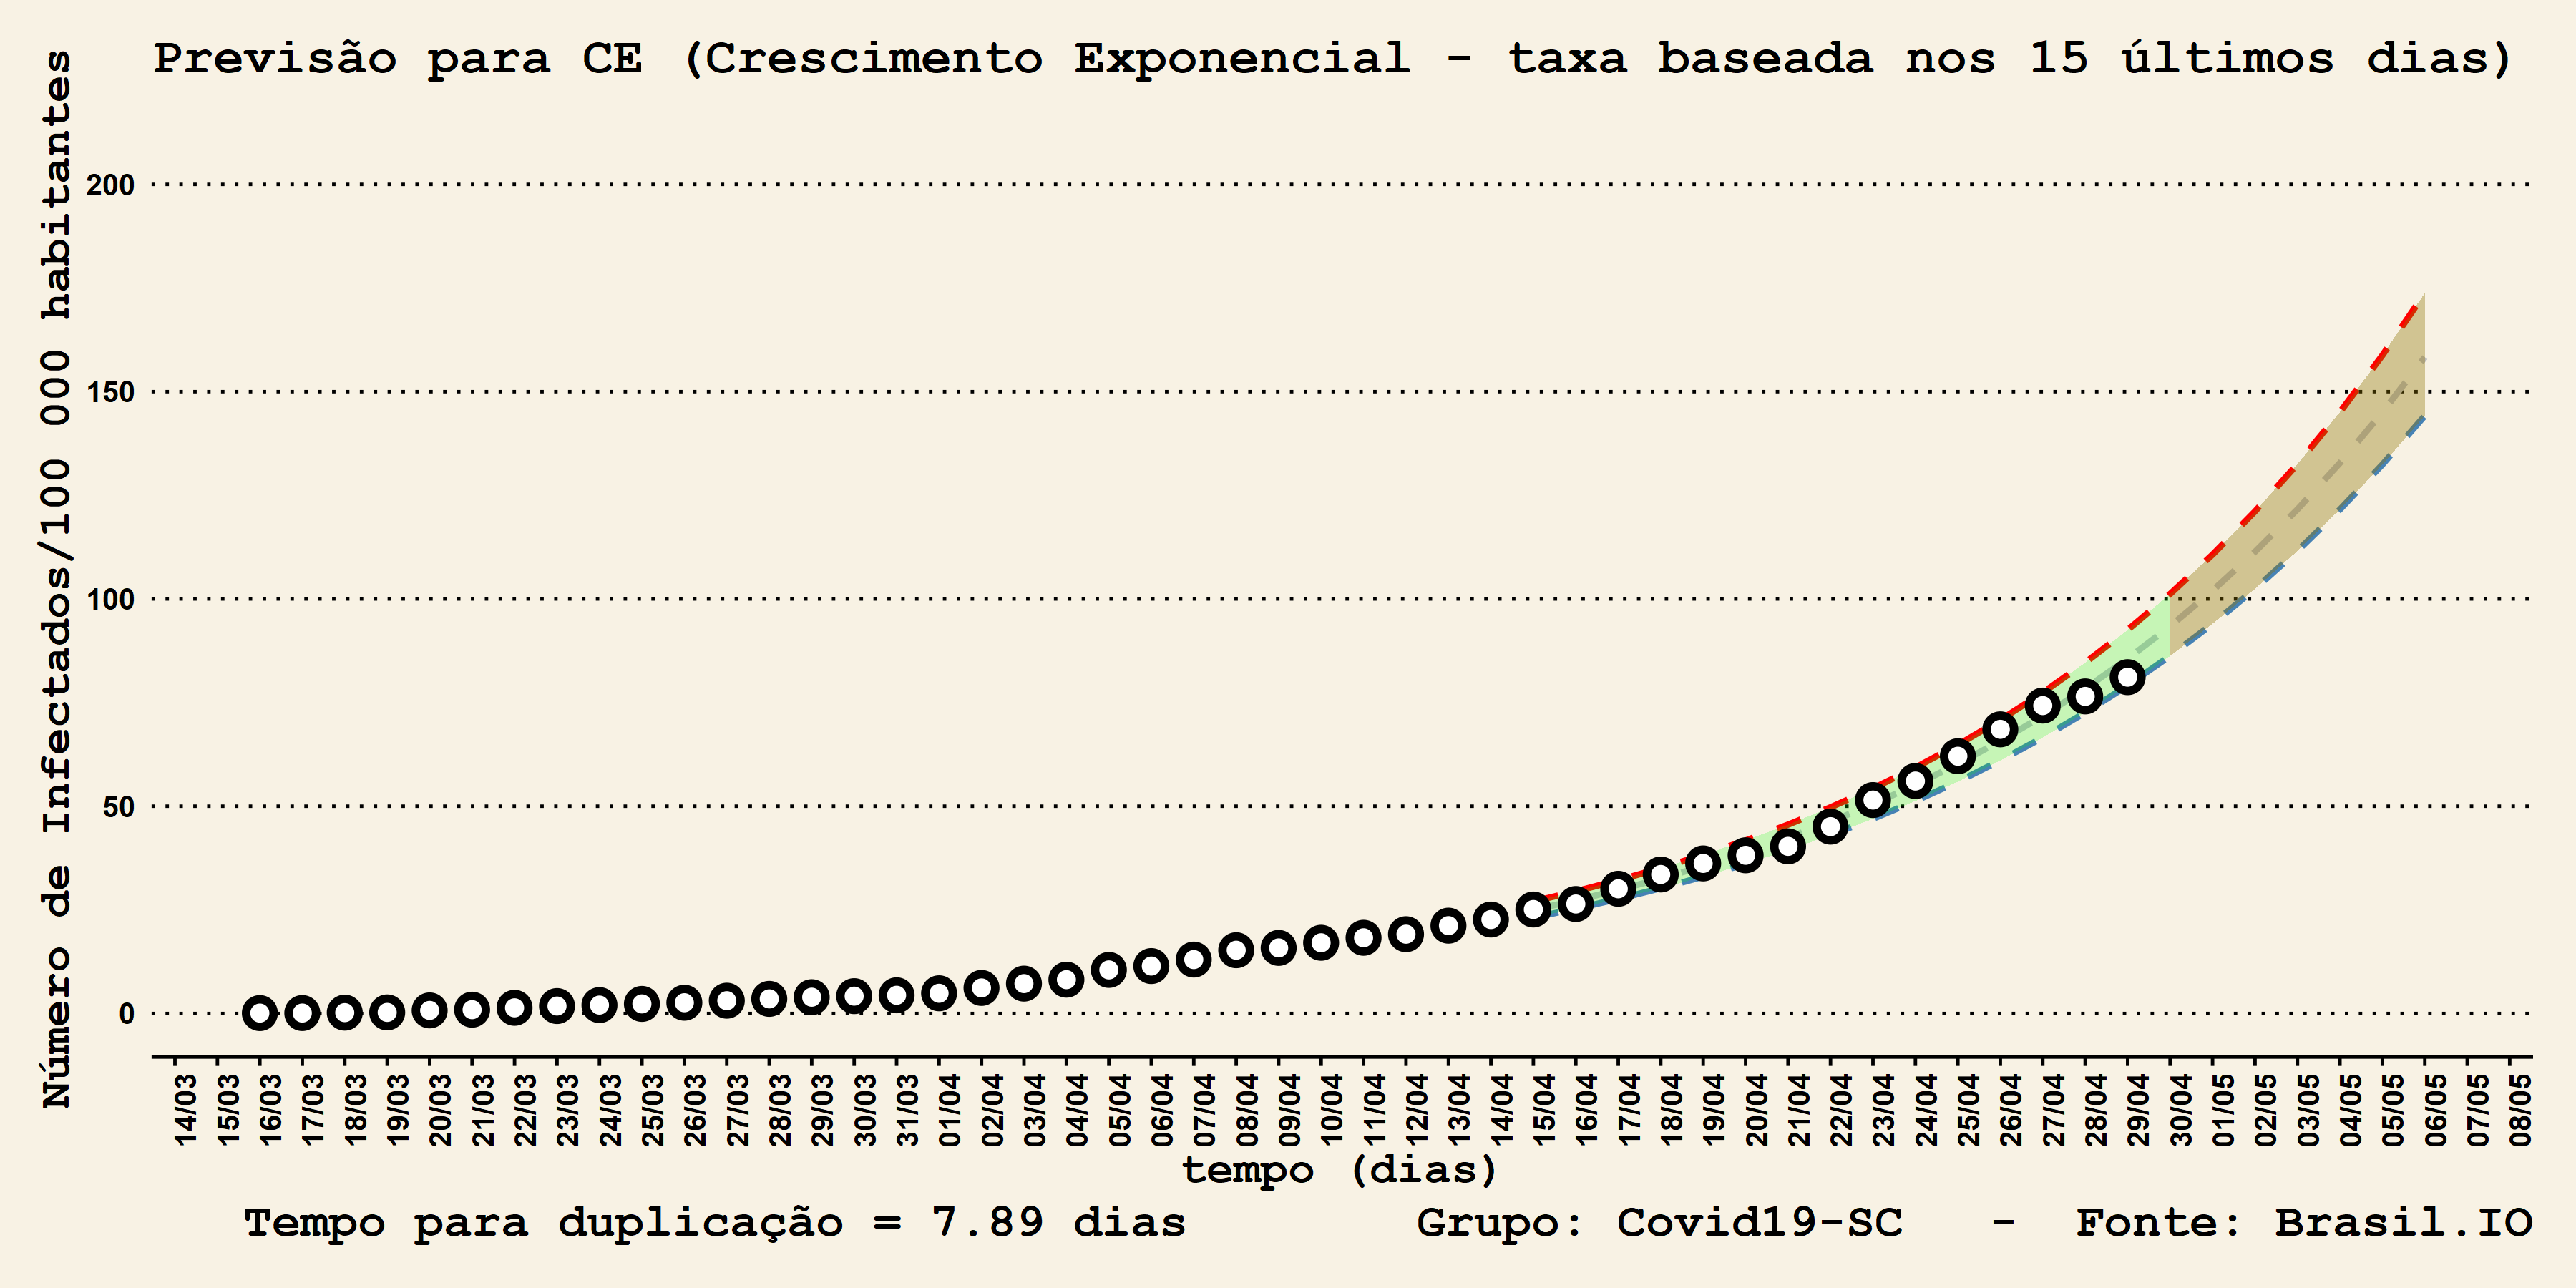 Previsão para CE (Crescimento Exponencial - taxa baseada nos 15 últimos dias)
Número de Infectados/100 000 habitantes
200
150
100
50
0
14/03 15/03 16/03 17/03 18/03 19/03 20/03 21/03 22/03 23/03 24/03 25/03 26/03 27/03 28/03 29/03 30/03 31/03 01/04 02/04 03/04 04/04 05/04 06/04 07/04 08/04 09/04 10/04 11/04 12/04 13/04 14/04 15/04 16/04 17/04 18/04 19/04 20/04 21/04 22/04 23/04 24/04 25/04 26/04 27/04 28/04 29/04 30/04 01/05 02/05 03/05 04/05 05/05 06/05 07/05 08/05
tempo (dias)
Tempo para duplicação = 7.89 dias Grupo: Covid19-SC - Fonte: Brasil.IO